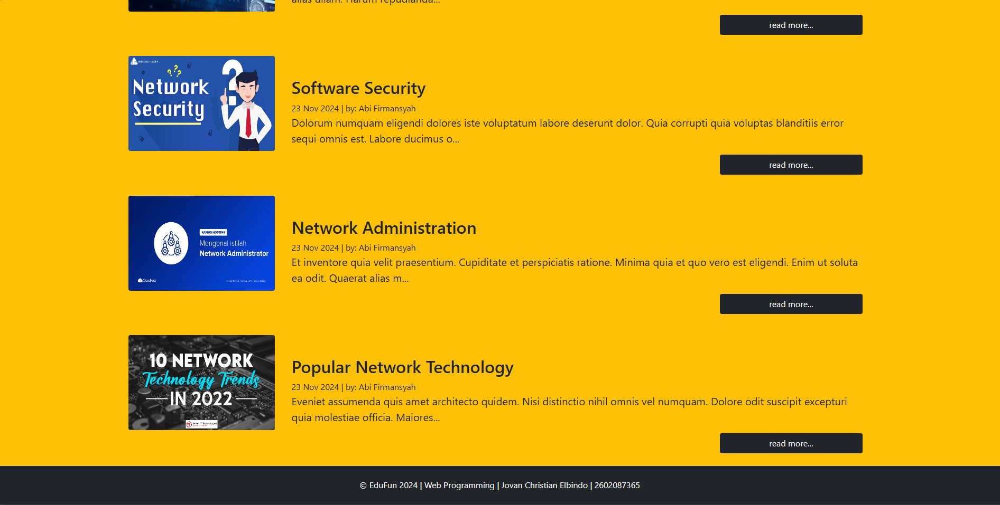 alias ullam. Harum repudianda...
read more...
Network
Security
Software Security
23 Nov 2024 | by: Abi Firmansyah
Dolorum numquam eligendi dolores iste voluptatum labore deserunt dolor. Quia corrupti quia voluptas blanditiis error
sequi omnis est. Labore ducimus o...
read more...
KAMUS HOSTING
Mengenal istilah
Network Administrator
CloudHost
Network Administration
23 Nov 2024 | by: Abi Firmansyah
Et inventore quia velit praesentium. Cupiditate et perspiciatis ratione. Minima quia et quo vero est eligendi. Enim ut soluta
ea odit. Quaerat alias m...
read more...
10 NETWORK
Technology Trends
IN 2022
Seven IT Technologies
Popular Network Technology
23 Nov 2024 | by: Abi Firmansyah
Eveniet assumenda quis amet architecto quidem. Nisi distinctio nihil omnis vel numquam. Dolore odit suscipit excepturi
quia molestiae officia. Maiores...
read more...
© EduFun 2024 | Web Programming | Jovan Christian Elbindo | 2602087365